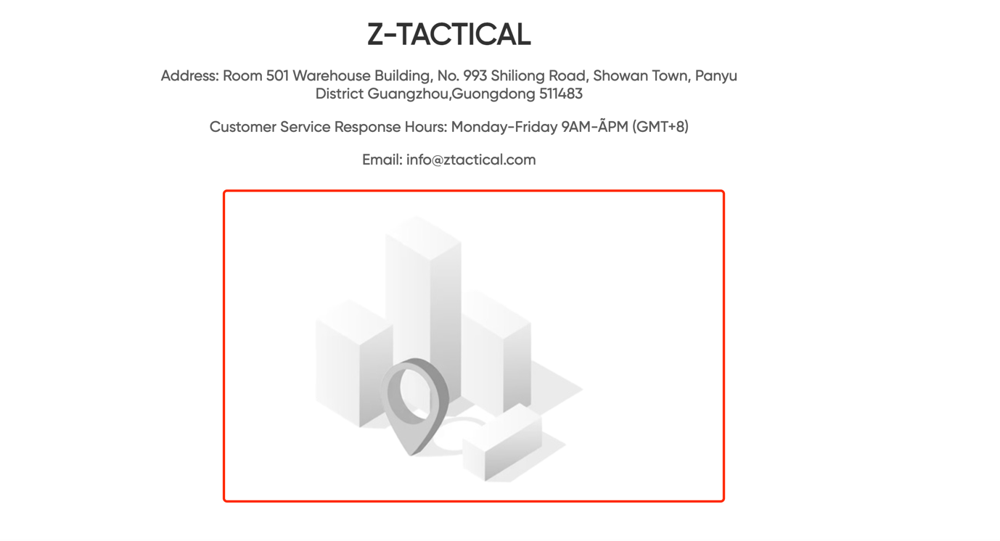 Z-TACTICAL
Address: Room 501 Warehouse Building, No. 993 Shiliong Road, Showan Town, Panyu
District Guangzhou,Guongdong 511483
Customer Service Response Hours: Monday-Friday 9AM-ÃPM (GMT+8)
Email: info@ztactical.com